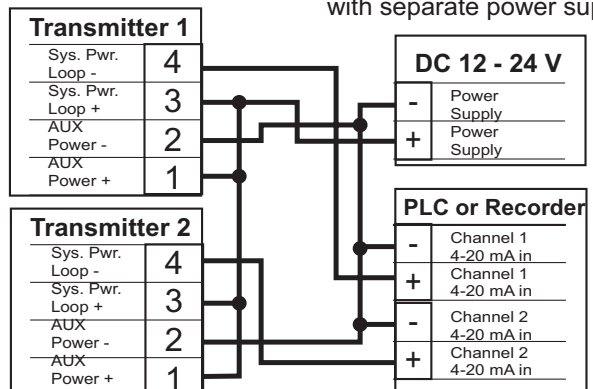 with separate power
Transmitter 1
Sys. Pwr.
Loop -
4
Sys. Pwr.
Loop +
3
AUX
Power -
2
AUX
Power +
1
DC 12 - 24 V
-
Power
Supply
+
Power
Supply
Transmitter 2
Sys. Pwr.
Loop -
4
Sys. Pwr.
Loop +
3
AUX
Power -
2
AUX
Power +
1
PLC or Recorder
-
Channel 1
4-20 mA in
+
Channel 1
4-20 mA in
-
Channel 2
4-20 mA in
+
Channel 2
4-20 mA in